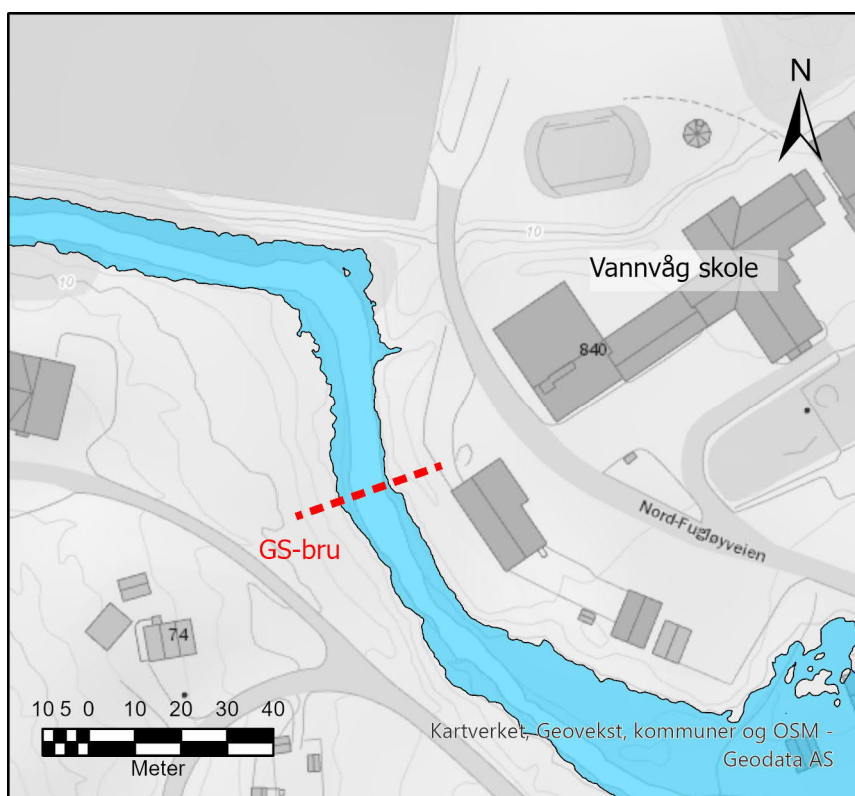 N
10
10
Vannvåg skole
840
Nord-Fugløyveien
GS-bru
74
10 5 0 10 20 30 40
Meter
Kartverket, Geovekst, kommuner og OSM -
Geodata AS